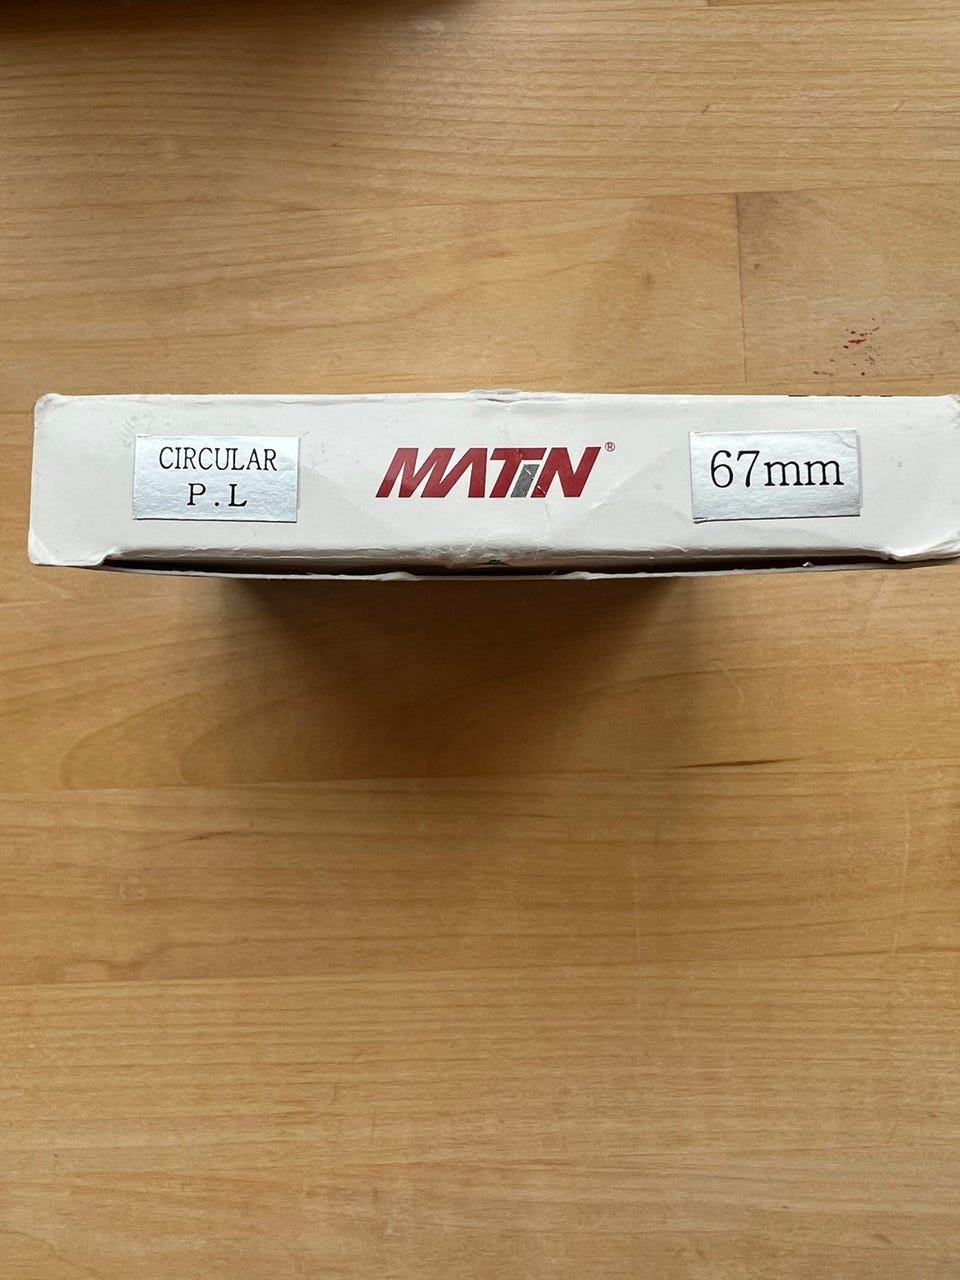 CIRCULAR
P.L
MATiN®
67mm